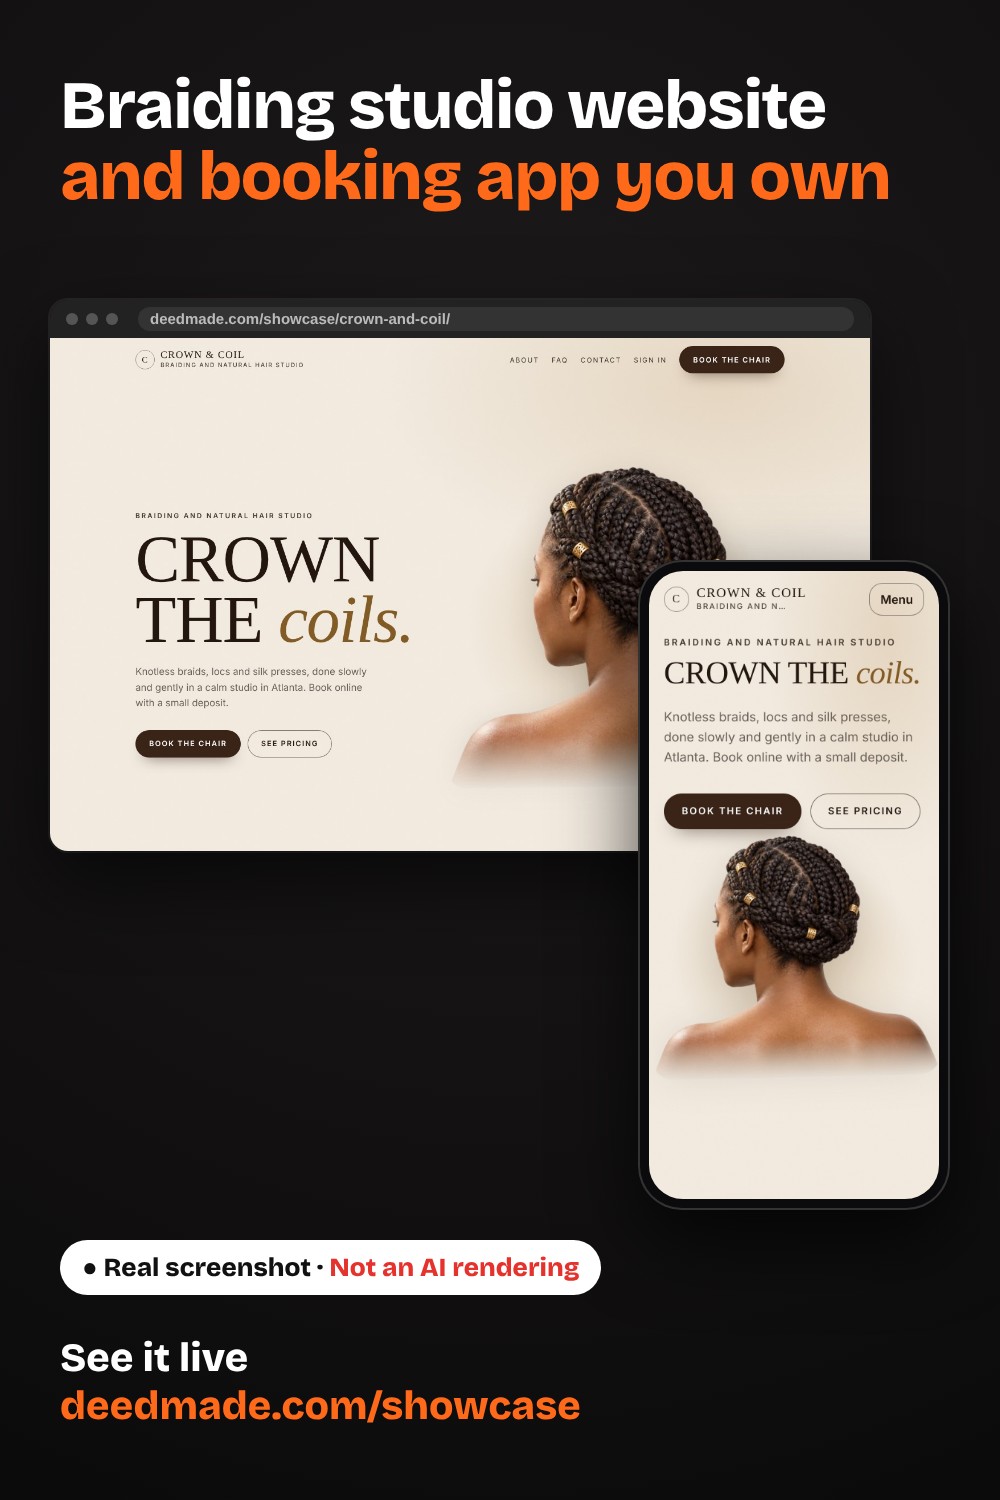 Braiding studio website
and booking app you own
deedmade.com/showcase/crown-and-coil/
C
CROWN & COIL
BRAIDING AND NATURAL HAIR STUDIO
ABOUT FAQ CONTACT SIGN IN BOOK THE CHAIR
BRAIDING AND NATURAL HAIR STUDIO
CROWN
THE coils.
Knotless braids, locs and silk presses, done slowly
and gently in a calm studio in Atlanta. Book online
with a small deposit.
BOOK THE CHAIR SEE PRICING
C
CROWN & COIL
BRAIDING AND N...
Menu
BRAIDING AND NATURAL HAIR STUDIO
CROWN THE coils.
Knotless braids, locs and silk presses,
done slowly and gently in a calm studio in
Atlanta. Book online with a small deposit.
BOOK THE CHAIR SEE PRICING
● Real screenshot · Not an AI rendering
See it live
deedmade.com/showcase